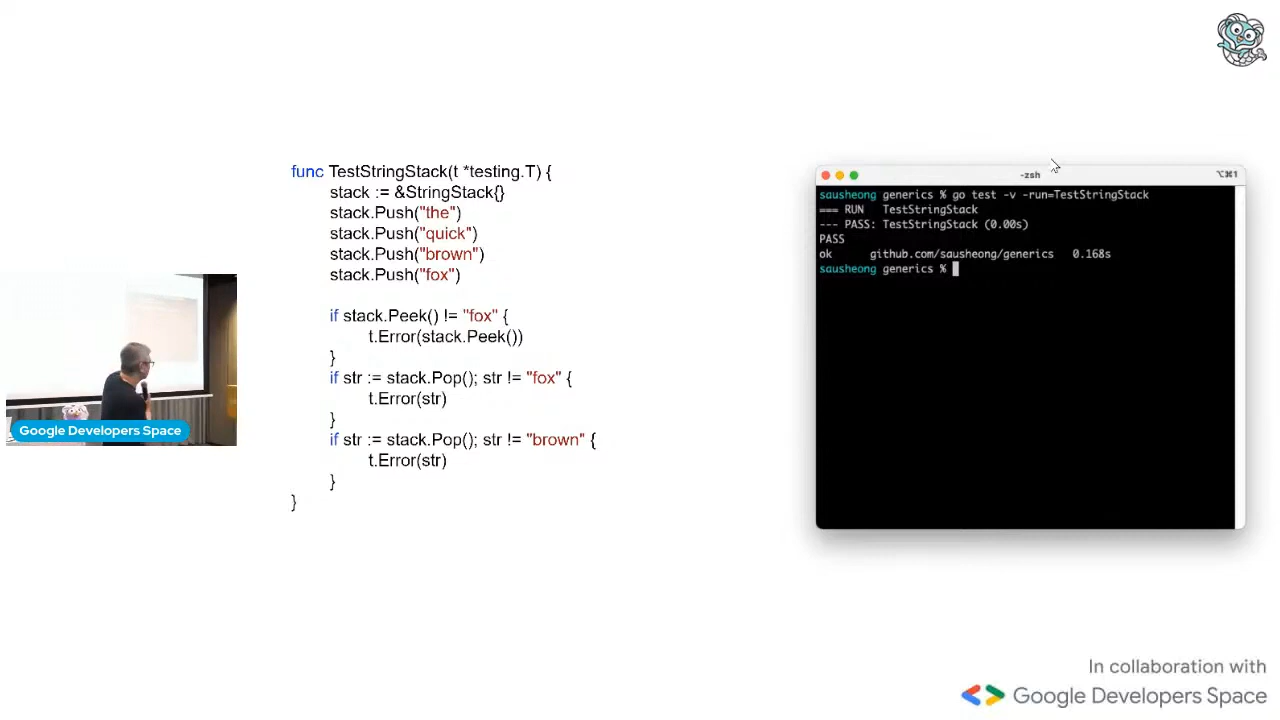 func TestStringStack(t *testing.T) {
stack := &StringStack{}
stack.Push("the")
stack.Push("quick")
stack.Push("brown")
stack.Push("fox")
if stack.Peek() != "fox" {
t.Error(stack.Peek())
}
if str := stack.Pop(); str != "fox" {
t.Error(str)
}
if str := stack.Pop(); str != "brown" {
t.Error(str)
}
}
-zsh
⌥⌘1
sausheong generics % go test -v -run=TestStringStack
=== RUN TestStringStack
--- PASS: TestStringStack (0.00s)
PASS
ok github.com/sausheong/generics 0.168s
sausheong generics %
Google Developers Space
In collaboration with
Google Developers Space